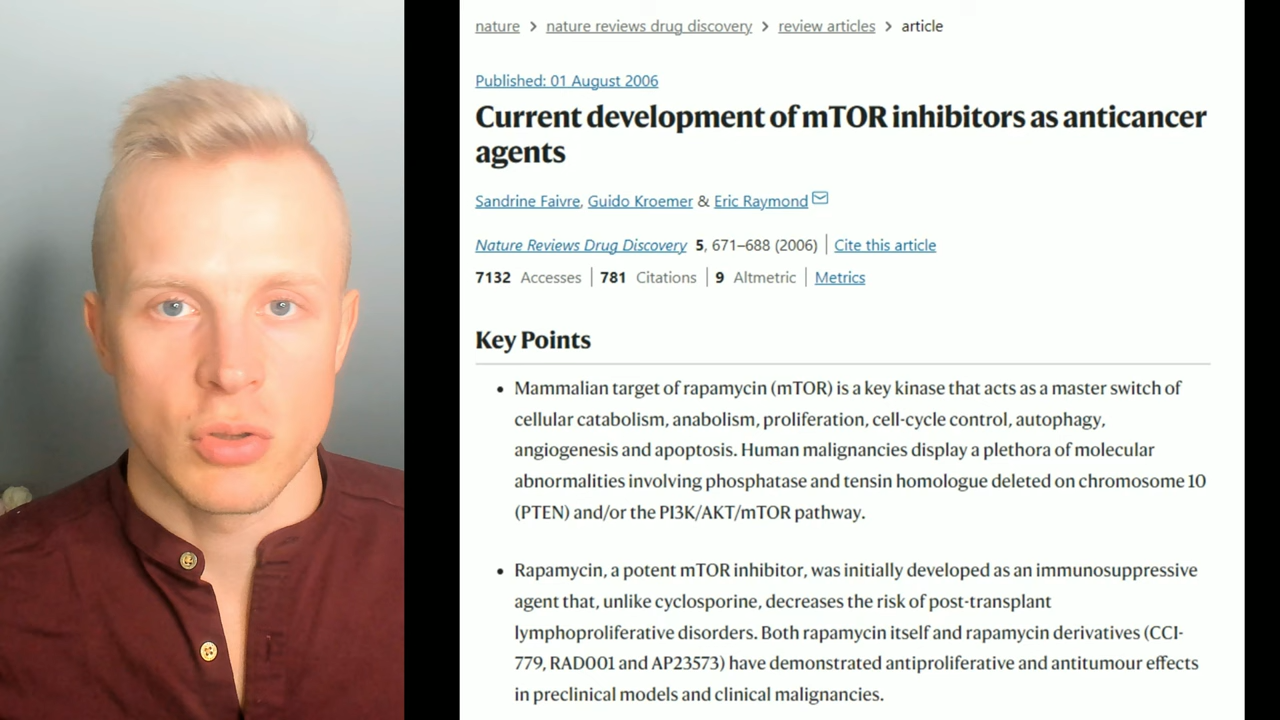 nature > nature reviews drug discovery > review articles > article
Published: 01 August 2006
Current development of mTOR inhibitors as anticancer
agents
Sandrine Faivre, Guido Kroemer & Eric Raymond
Nature Reviews Drug Discovery 5, 671–688 (2006) | Cite this article
7132 Accesses | 781 Citations | 9 Altmetric | Metrics
Key Points
• Mammalian target of rapamycin (mTOR) is a key kinase that acts as a master switch of
cellular catabolism, anabolism, proliferation, cell-cycle control, autophagy,
angiogenesis and apoptosis. Human malignancies display a plethora of molecular
abnormalities involving phosphatase and tensin homologue deleted on chromosome 10
(PTEN) and/or the PI3K/AKT/mTOR pathway.
• Rapamycin, a potent mTOR inhibitor, was initially developed as an immunosuppressive
agent that, unlike cyclosporine, decreases the risk of post-transplant
lymphoproliferative disorders. Both rapamycin itself and rapamycin derivatives (CCI-
779, RAD001 and AP23573) have demonstrated antiproliferative and antitumour effects
in preclinical models and clinical malignancies.